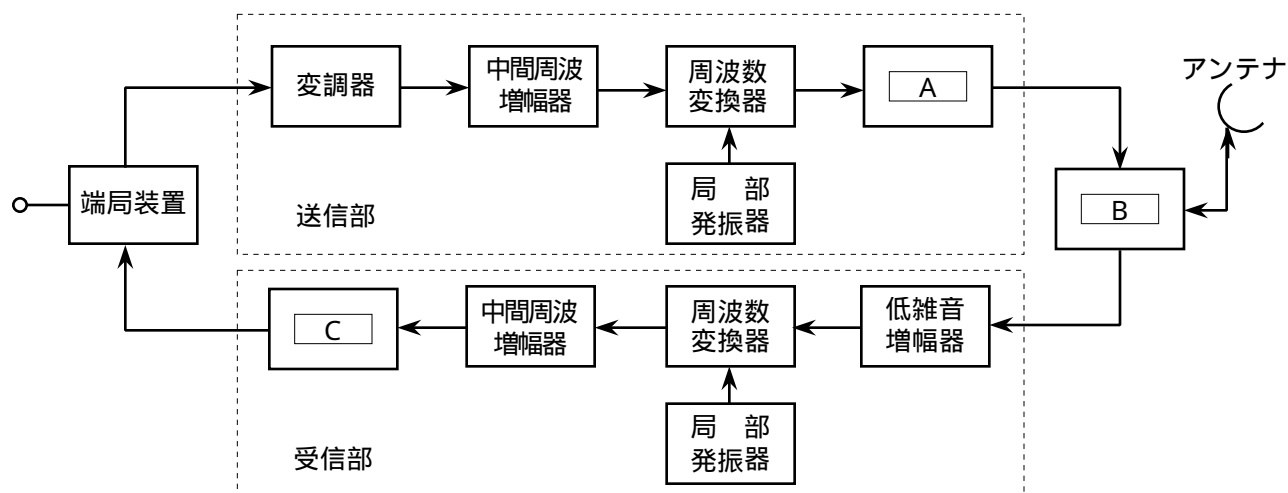 変調器
中間周波
増幅器
周波数
変換器
A
アンテナ
局　部
発振器
端局装置
送信部
B
C
中間周波
増幅器
周波数
変換器
低雑音
増幅器
局　部
発振器
受信部